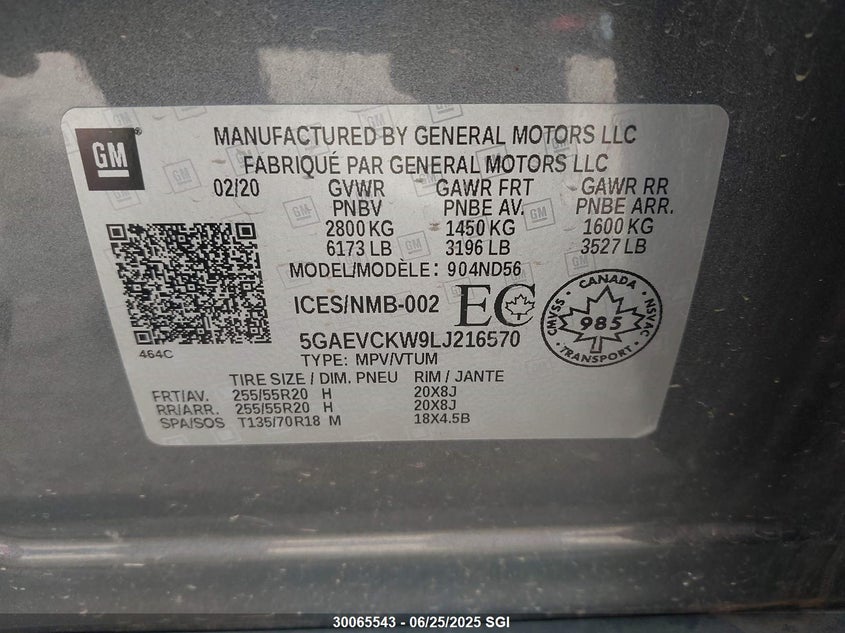 GM
MANUFACTURED BY GENERAL MOTORS LLC
FABRIQUÉ PAR GENERAL MOTORS LLC
02/20 GVWR GAWR FRT GAWR RR
PNBV PNBE AV. PNBE ARR.
2800 KG 1450 KG 1600 KG
6173 LB 3196 LB 3527 LB
MODEL/MODÈLE: 904ND56
ICES/NMB-002 EC
CANADA
CMVSS 985 NSVAC
TRANSPORT
464C
5GAEVCKW9LJ216570
TYPE: MPV/VTUM
TIRE SIZE / DIM. PNEU RIM / JANTE
FRT/AV. 255/55R20 H 20X8J
RR/ARR. 255/55R20 H 20X8J
SPA/SOS T135/70R18 M 18X4.5B
30065543 - 06/25/2025 SGI